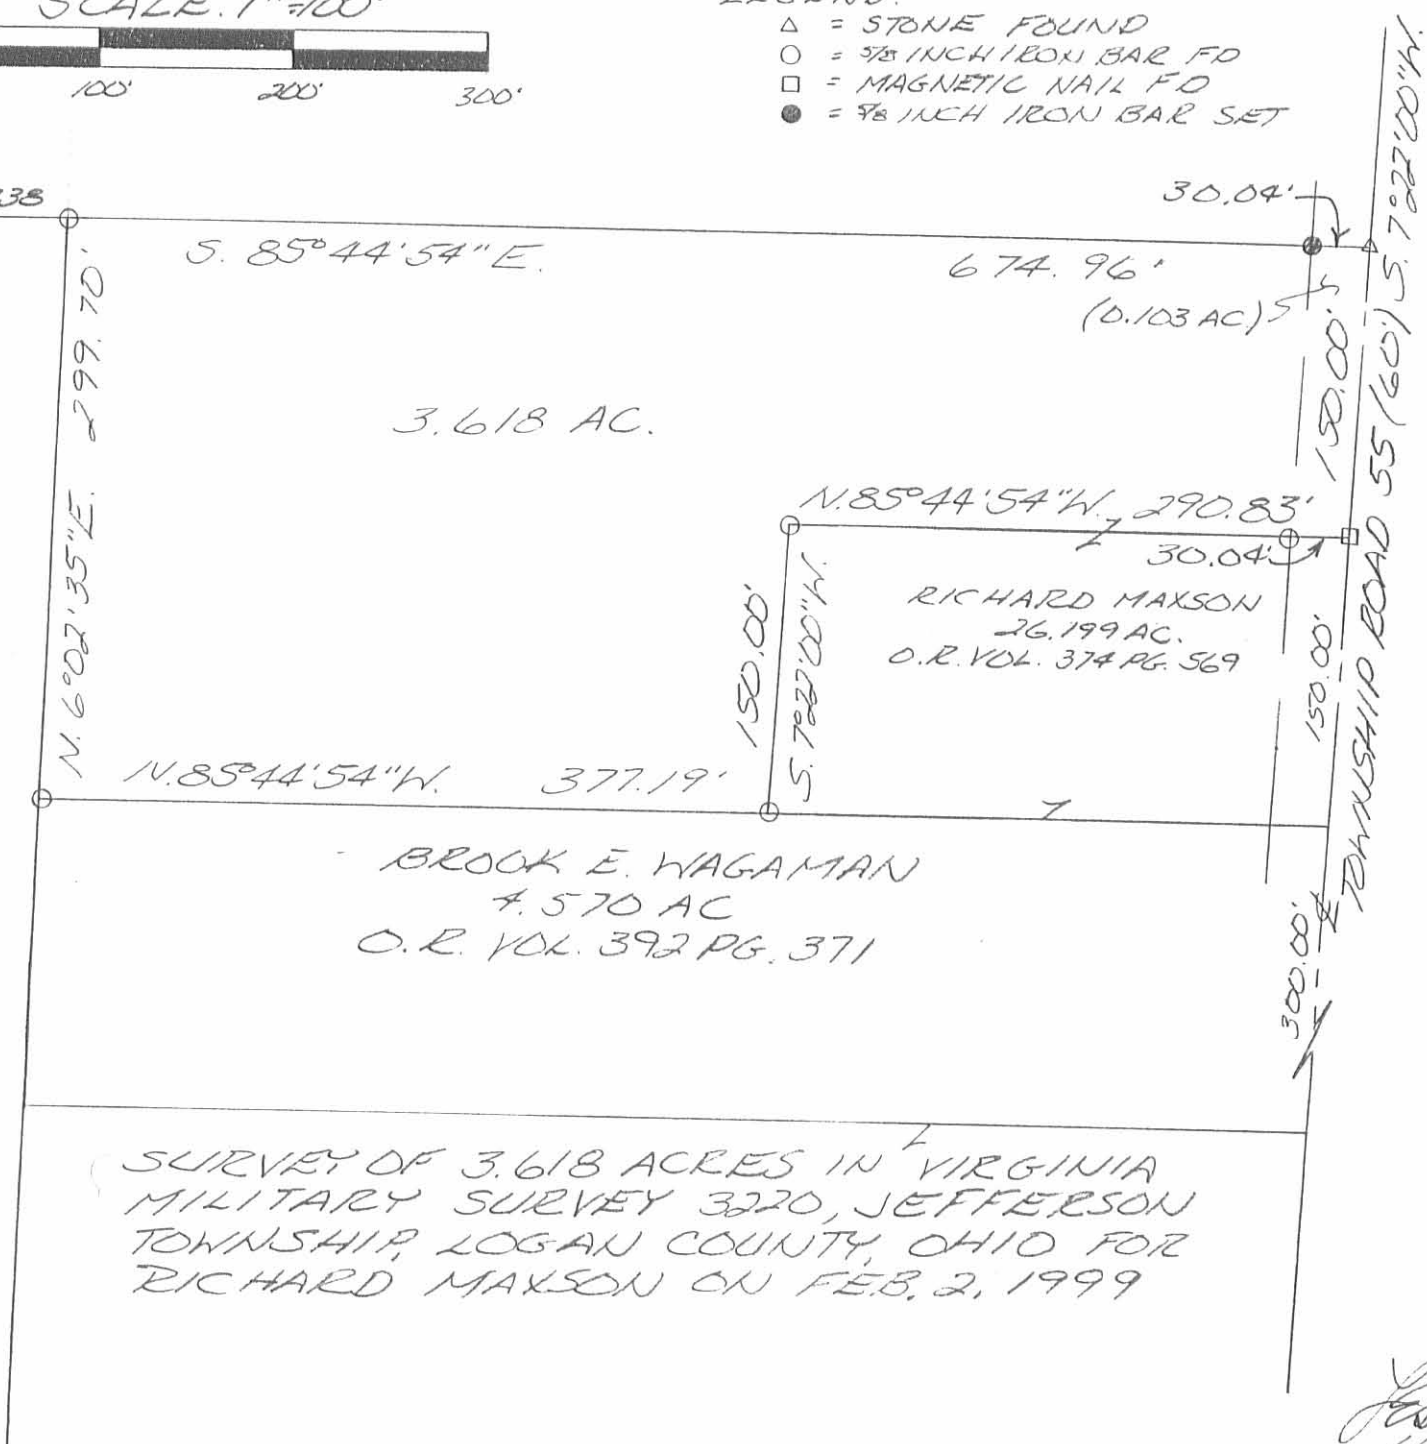 SCALE: 1"=100'
100' 200' 300'
△ = STONE FOUND
○ = 5/8 INCH IRON BAR FD
□ = MAGNETIC NAIL FD
● = 5/8 INCH IRON BAR SET
S. 7°22'00"W.
38
30.04'
S. 85°44'54"E. 674.96'
(0.103 AC)
N. 6°02'35"E. 299.70'
150.00'
3.618 AC.
N.85°44'54"W. 290.83'
30.04'
RICHARD MAXSON
26.199 AC.
O.R. VOL. 374 PG. 569
150.00'
S. 7°22'00"W.
150.00'
TOWNSHIP ROAD 55 (60')
N.85°44'54"W. 377.19'
BROOK E. WAGAMAN
4.570 AC
O.R. VOL. 392 PG. 371
300.00'
SURVEY OF 3.618 ACRES IN VIRGINIA
MILITARY SURVEY 3220, JEFFERSON
TOWNSHIP, LOGAN COUNTY, OHIO FOR
RICHARD MAXSON ON FEB. 2, 1999